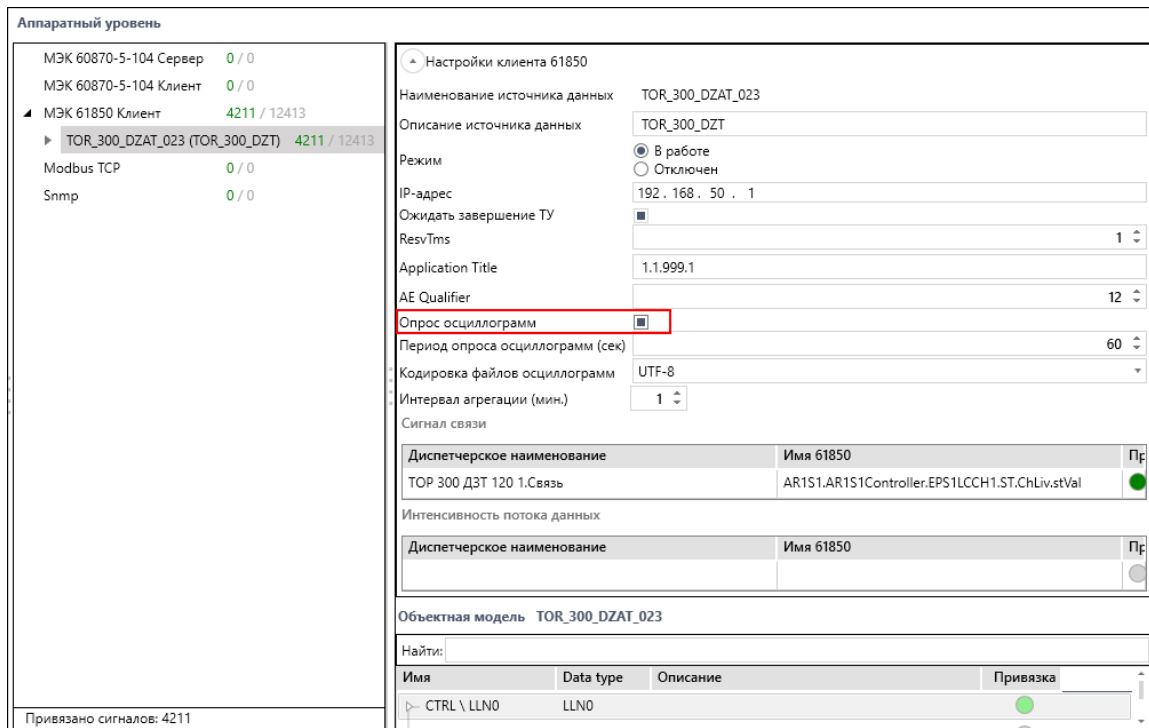 Аппаратный уровень
МЭК 60870-5-104 Сервер 0 / 0
МЭК 60870-5-104 Клиент 0 / 0
МЭК 61850 Клиент 4211 / 12413
TOR_300_DZAT_023 (TOR_300_DZT) 4211 / 12413
Modbus TCP 0 / 0
Snmp 0 / 0
Привязано сигналов: 4211
Настройки клиента 61850
Наименование источника данных TOR_300_DZAT_023
Описание источника данных TOR_300_DZT
Режим
В работе
Отключен
IP-адрес 192 . 168 . 50 . 1
Ожидать завершение ТУ
ResvTms 1
Application Title 1.1.999.1
AE Qualifier 12
Опрос осциллограмм
Период опроса осциллограмм (сек) 60
Кодировка файлов осциллограмм UTF-8
Интервал агрегации (мин.) 1
Сигнал связи
Диспетчерское наименование Имя 61850 Пр
ТОР 300 ДЗТ 120 1.Связь AR1S1.AR1S1Controller.EPS1LCCH1.ST.ChLiv.stVal
Интенсивность потока данных
Диспетчерское наименование Имя 61850 Пр
Объектная модель TOR_300_DZAT_023
Найти:
Имя Data type Описание Привязка
CTRL \ LLN0 LLN0